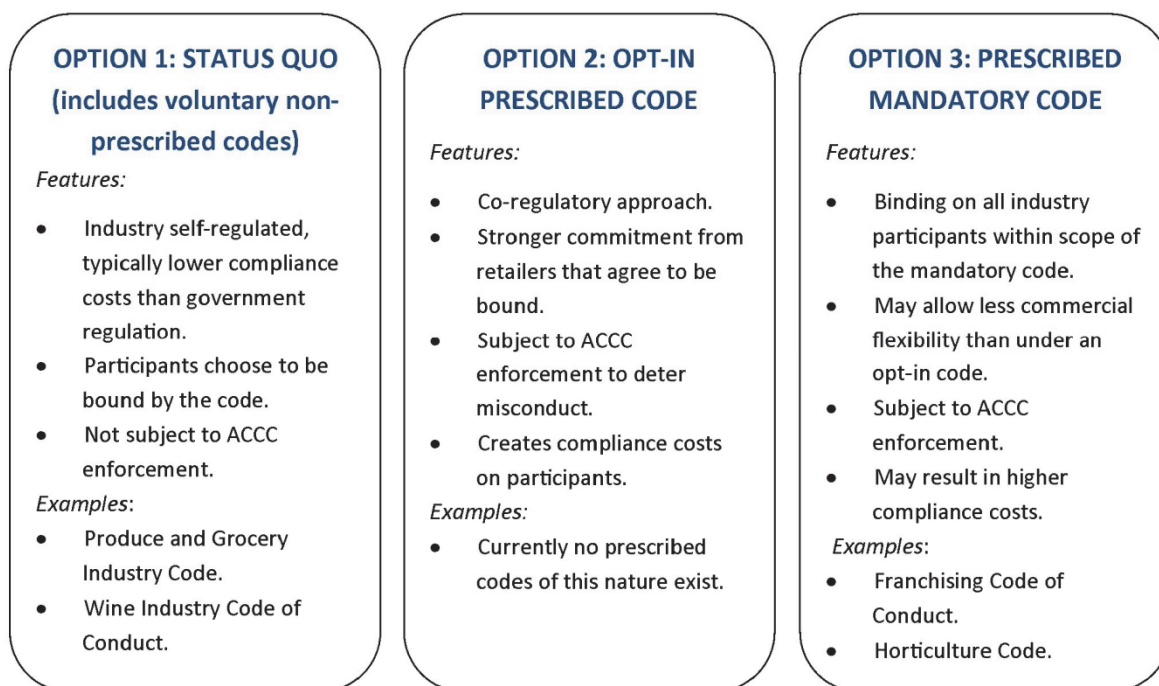 OPTION 1: STATUS QUO
(includes voluntary non-
prescribed codes)
Features:
• Industry self-regulated,
typically lower compliance
costs than government
regulation.
• Participants choose to be
bound by the code.
• Not subject to ACCC
enforcement.
Examples:
• Produce and Grocery
Industry Code.
• Wine Industry Code of
Conduct.
OPTION 2: OPT-IN
PRESCRIBED CODE
Features:
• Co-regulatory approach.
• Stronger commitment from
retailers that agree to be
bound.
• Subject to ACCC
enforcement to deter
misconduct.
• Creates compliance costs
on participants.
Examples:
• Currently no prescribed
codes of this nature exist.
OPTION 3: PRESCRIBED
MANDATORY CODE
Features:
• Binding on all industry
participants within scope of
the mandatory code.
• May allow less commercial
flexibility than under an
opt-in code.
• Subject to ACCC
enforcement.
• May result in higher
compliance costs.
Examples:
• Franchising Code of
Conduct.
• Horticulture Code.